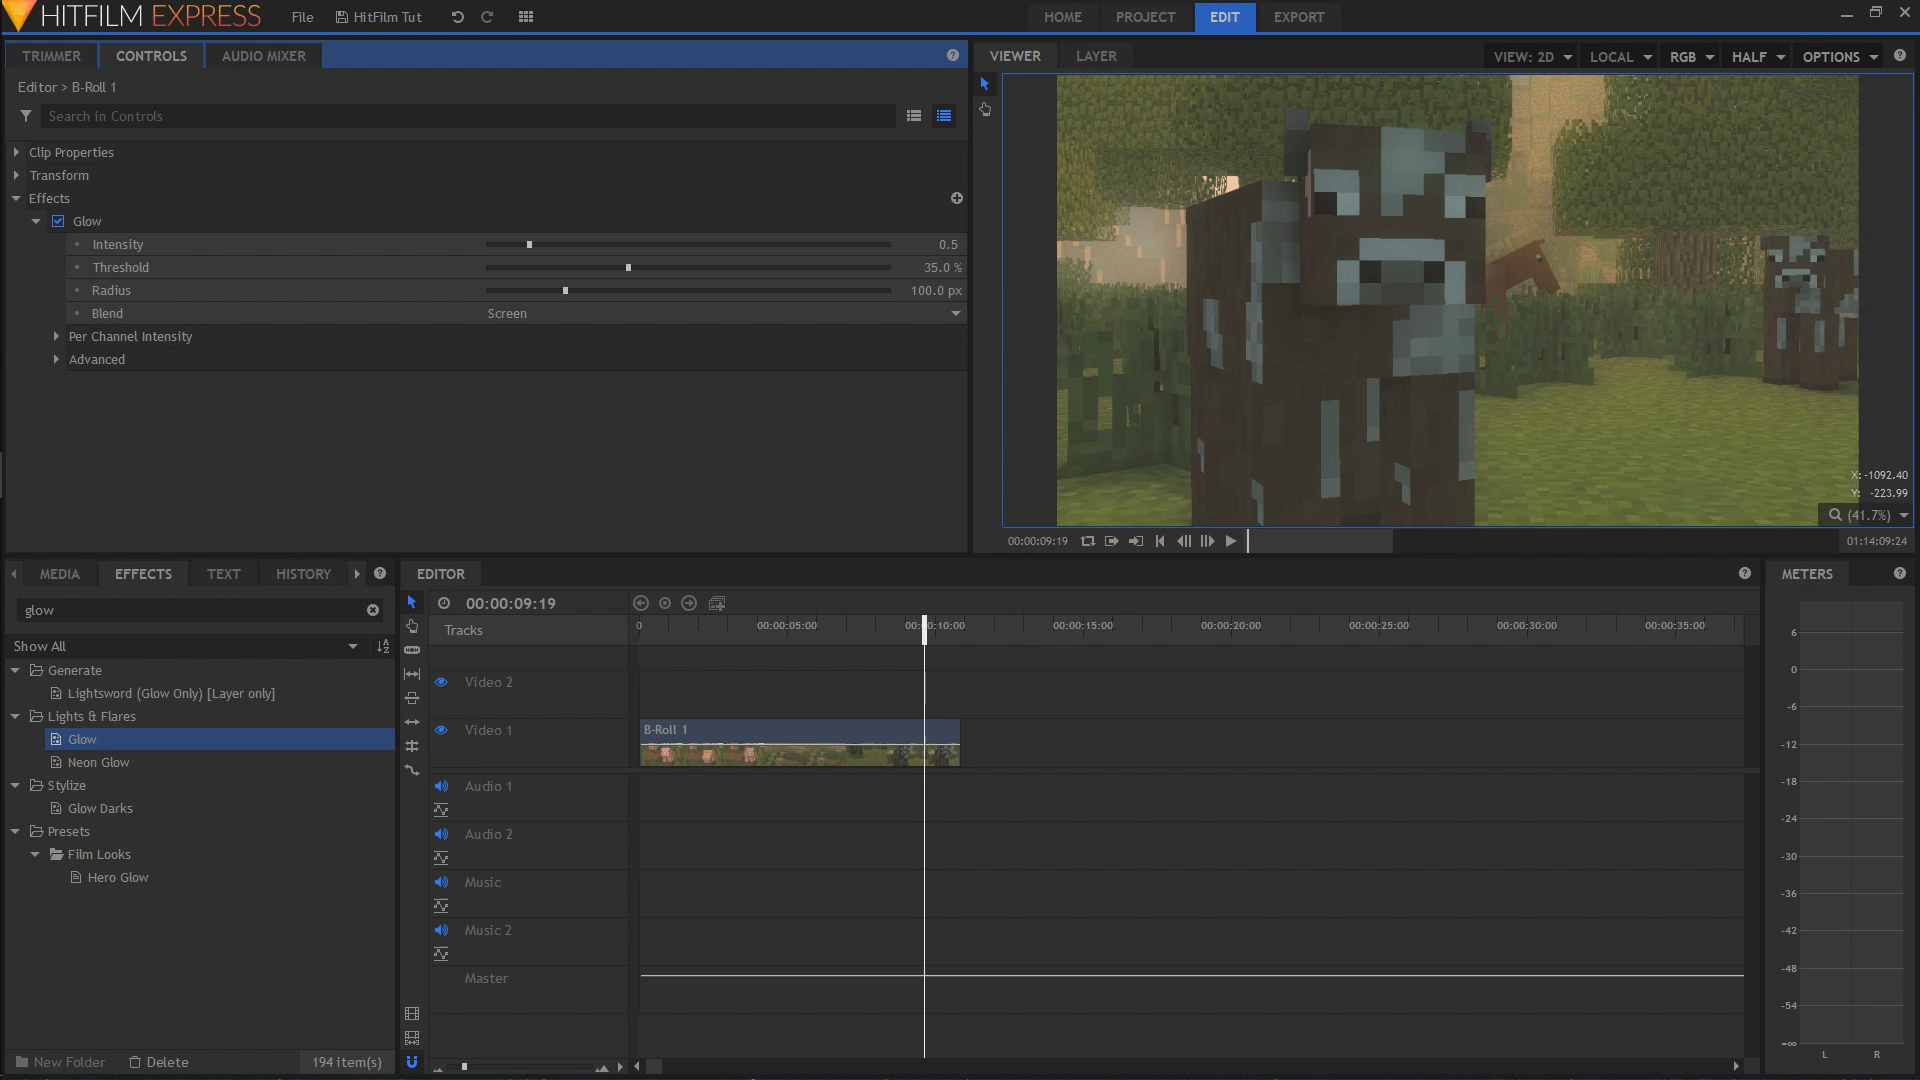 HITFILM EXPRESS
File
HitFilm Tut
HOME
PROJECT
EDIT
EXPORT
TRIMMER
CONTROLS
AUDIO MIXER
VIEWER
LAYER
VIEW: 2D
LOCAL
RGB
HALF
OPTIONS
Editor > B-Roll 1
Search in Controls
Clip Properties
Transform
Effects
Glow
Intensity 0.5
Threshold 35.0 %
Radius 100.0 px
Blend Screen
Per Channel Intensity
Advanced
X: -1092.40
Y: -223.99
(41.7%)
00:00:09:19
01:14:09:24
MEDIA
EFFECTS
TEXT
HISTORY
glow
Show All
Generate
Lightsword (Glow Only) [Layer only]
Lights & Flares
Glow
Neon Glow
Stylize
Glow Darks
Presets
Film Looks
Hero Glow
New Folder
Delete
194 item(s)
EDITOR
00:00:09:19
Tracks
0
00:00:05:00
00:00:10:00
00:00:15:00
00:00:20:00
00:00:25:00
00:00:30:00
00:00:35:00
Video 2
Video 1
B-Roll 1
Audio 1
Audio 2
Music
Music 2
Master
METERS
6
0
-6
-12
-18
-24
-30
-36
-42
-48
-54
-∞
L R